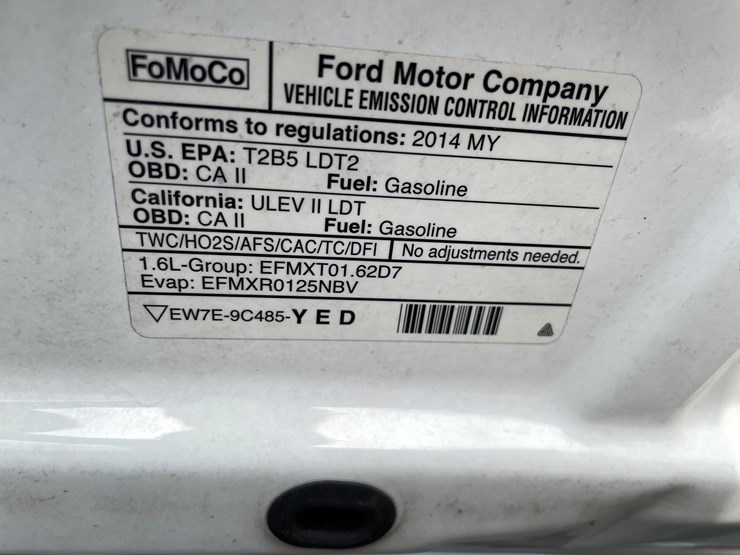 FoMoCo
Ford Motor Company
VEHICLE EMISSION CONTROL INFORMATION
Conforms to regulations: 2014 MY
U.S. EPA: T2B5 LDT2
OBD: CA II Fuel: Gasoline
California: ULEV II LDT
OBD: CA II Fuel: Gasoline
TWC/HO2S/AFS/CAC/TC/DFI No adjustments needed.
1.6L-Group: EFMXT01.62D7
Evap: EFMXR0125NBV
EW7E-9C485-YED